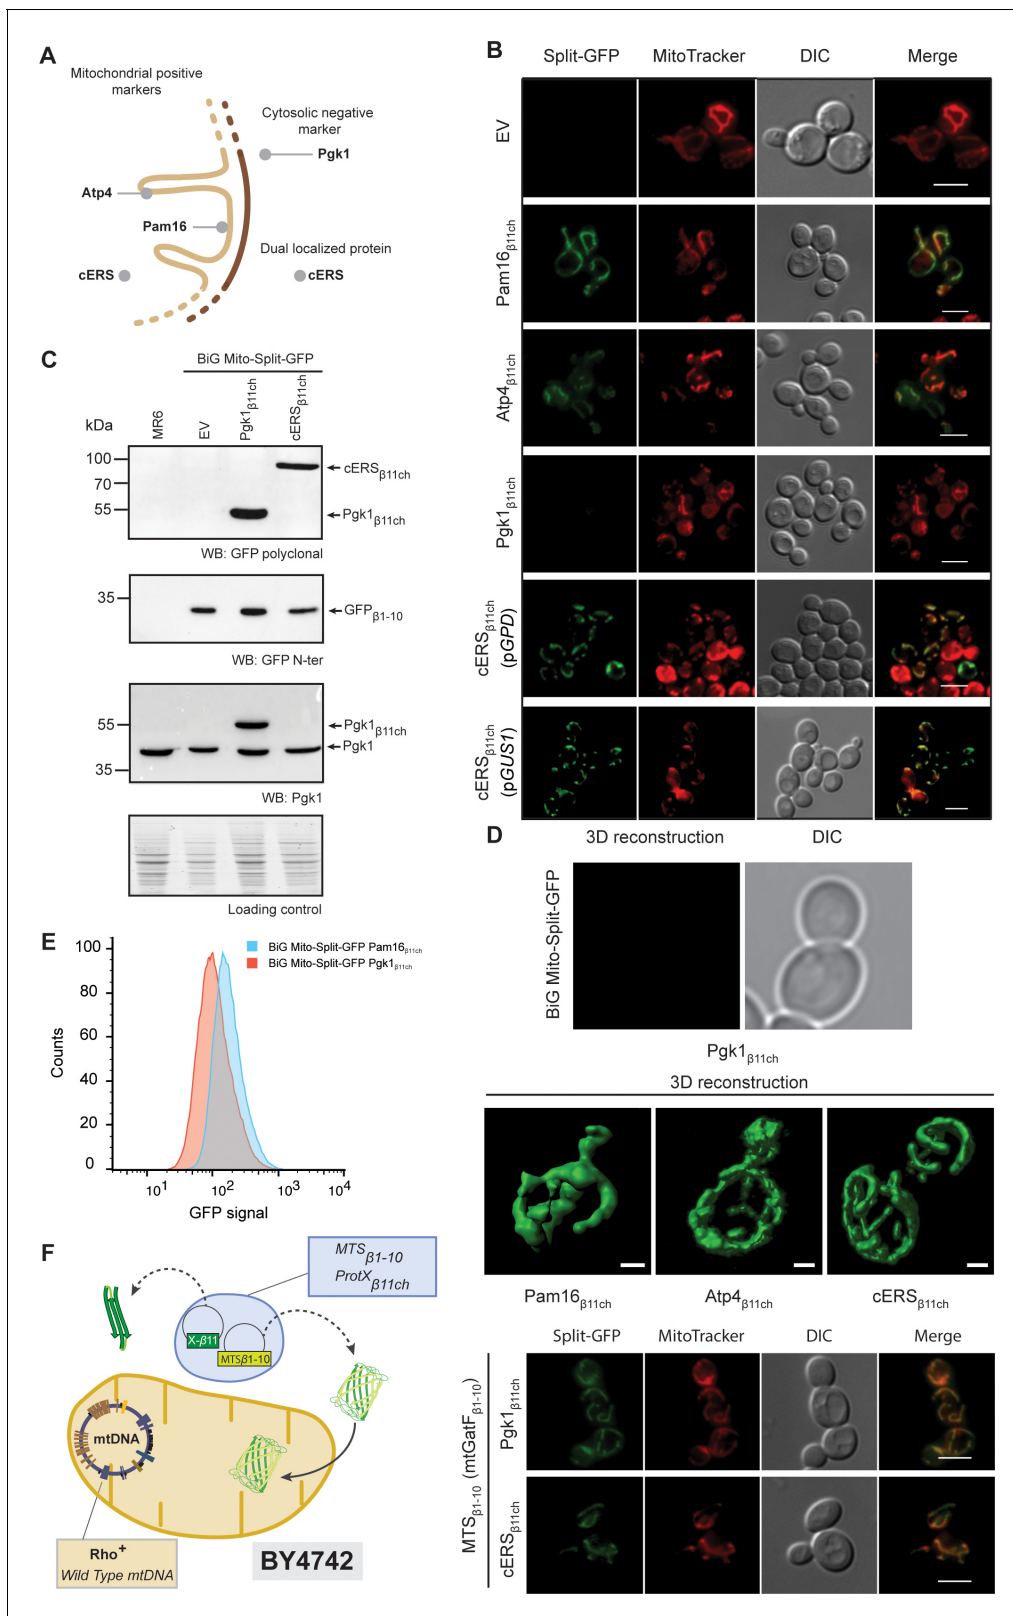 A
Mitochondrial positive
markers
Cytosolic negative
marker
Pgk1
Atp4
Pam16
Dual localized protein
cERS
cERS
B
Split-GFP MitoTracker DIC Merge
EV
Pam16β11ch
Atp4β11ch
Pgk1β11ch
cERSβ11ch
(pGPD)
cERSβ11ch
(pGUS1)
C
BiG Mito-Split-GFP
kDa
MR6
EV
Pgk1β11ch
cERSβ11ch
100
70
55
cERSβ11ch
Pgk1β11ch
WB: GFP polyclonal
35
GFPβ1-10
WB: GFP N-ter
55
35
Pgk1β11ch
Pgk1
WB: Pgk1
Loading control
D
3D reconstruction DIC
BiG Mito-Split-GFP
Pgk1β11ch
3D reconstruction
Pam16β11ch Atp4β11ch cERSβ11ch
E
BiG Mito-Split-GFP Pam16β11ch
BiG Mito-Split-GFP Pgk1β11ch
Counts
100
80
60
40
20
0
10¹ 10² 10³ 10⁴
GFP signal
F
MTSβ1-10
ProtXβ11ch
X-β11
MTSβ1-10
mtDNA
Rho+
Wild Type mtDNA
BY4742
Split-GFP MitoTracker DIC Merge
MTSβ1-10 (mtGatFβ1-10)
Pgk1β11ch
cERSβ11ch